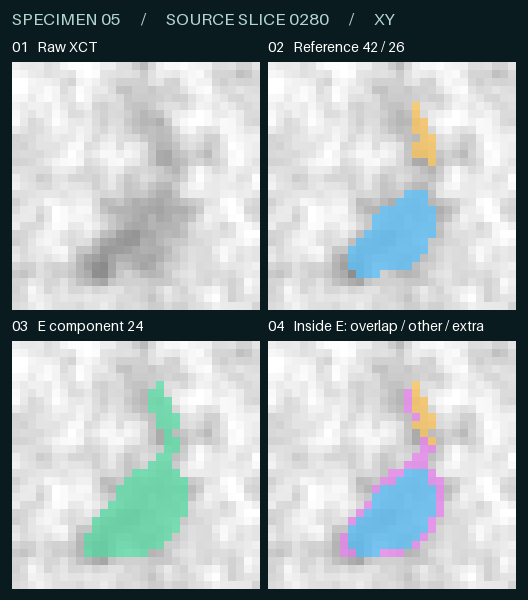 SPECIMEN 05 / SOURCE SLICE 0280 / XY
01 Raw XCT
02 Reference 42 / 26
03 E component 24
04 Inside E: overlap / other / extra